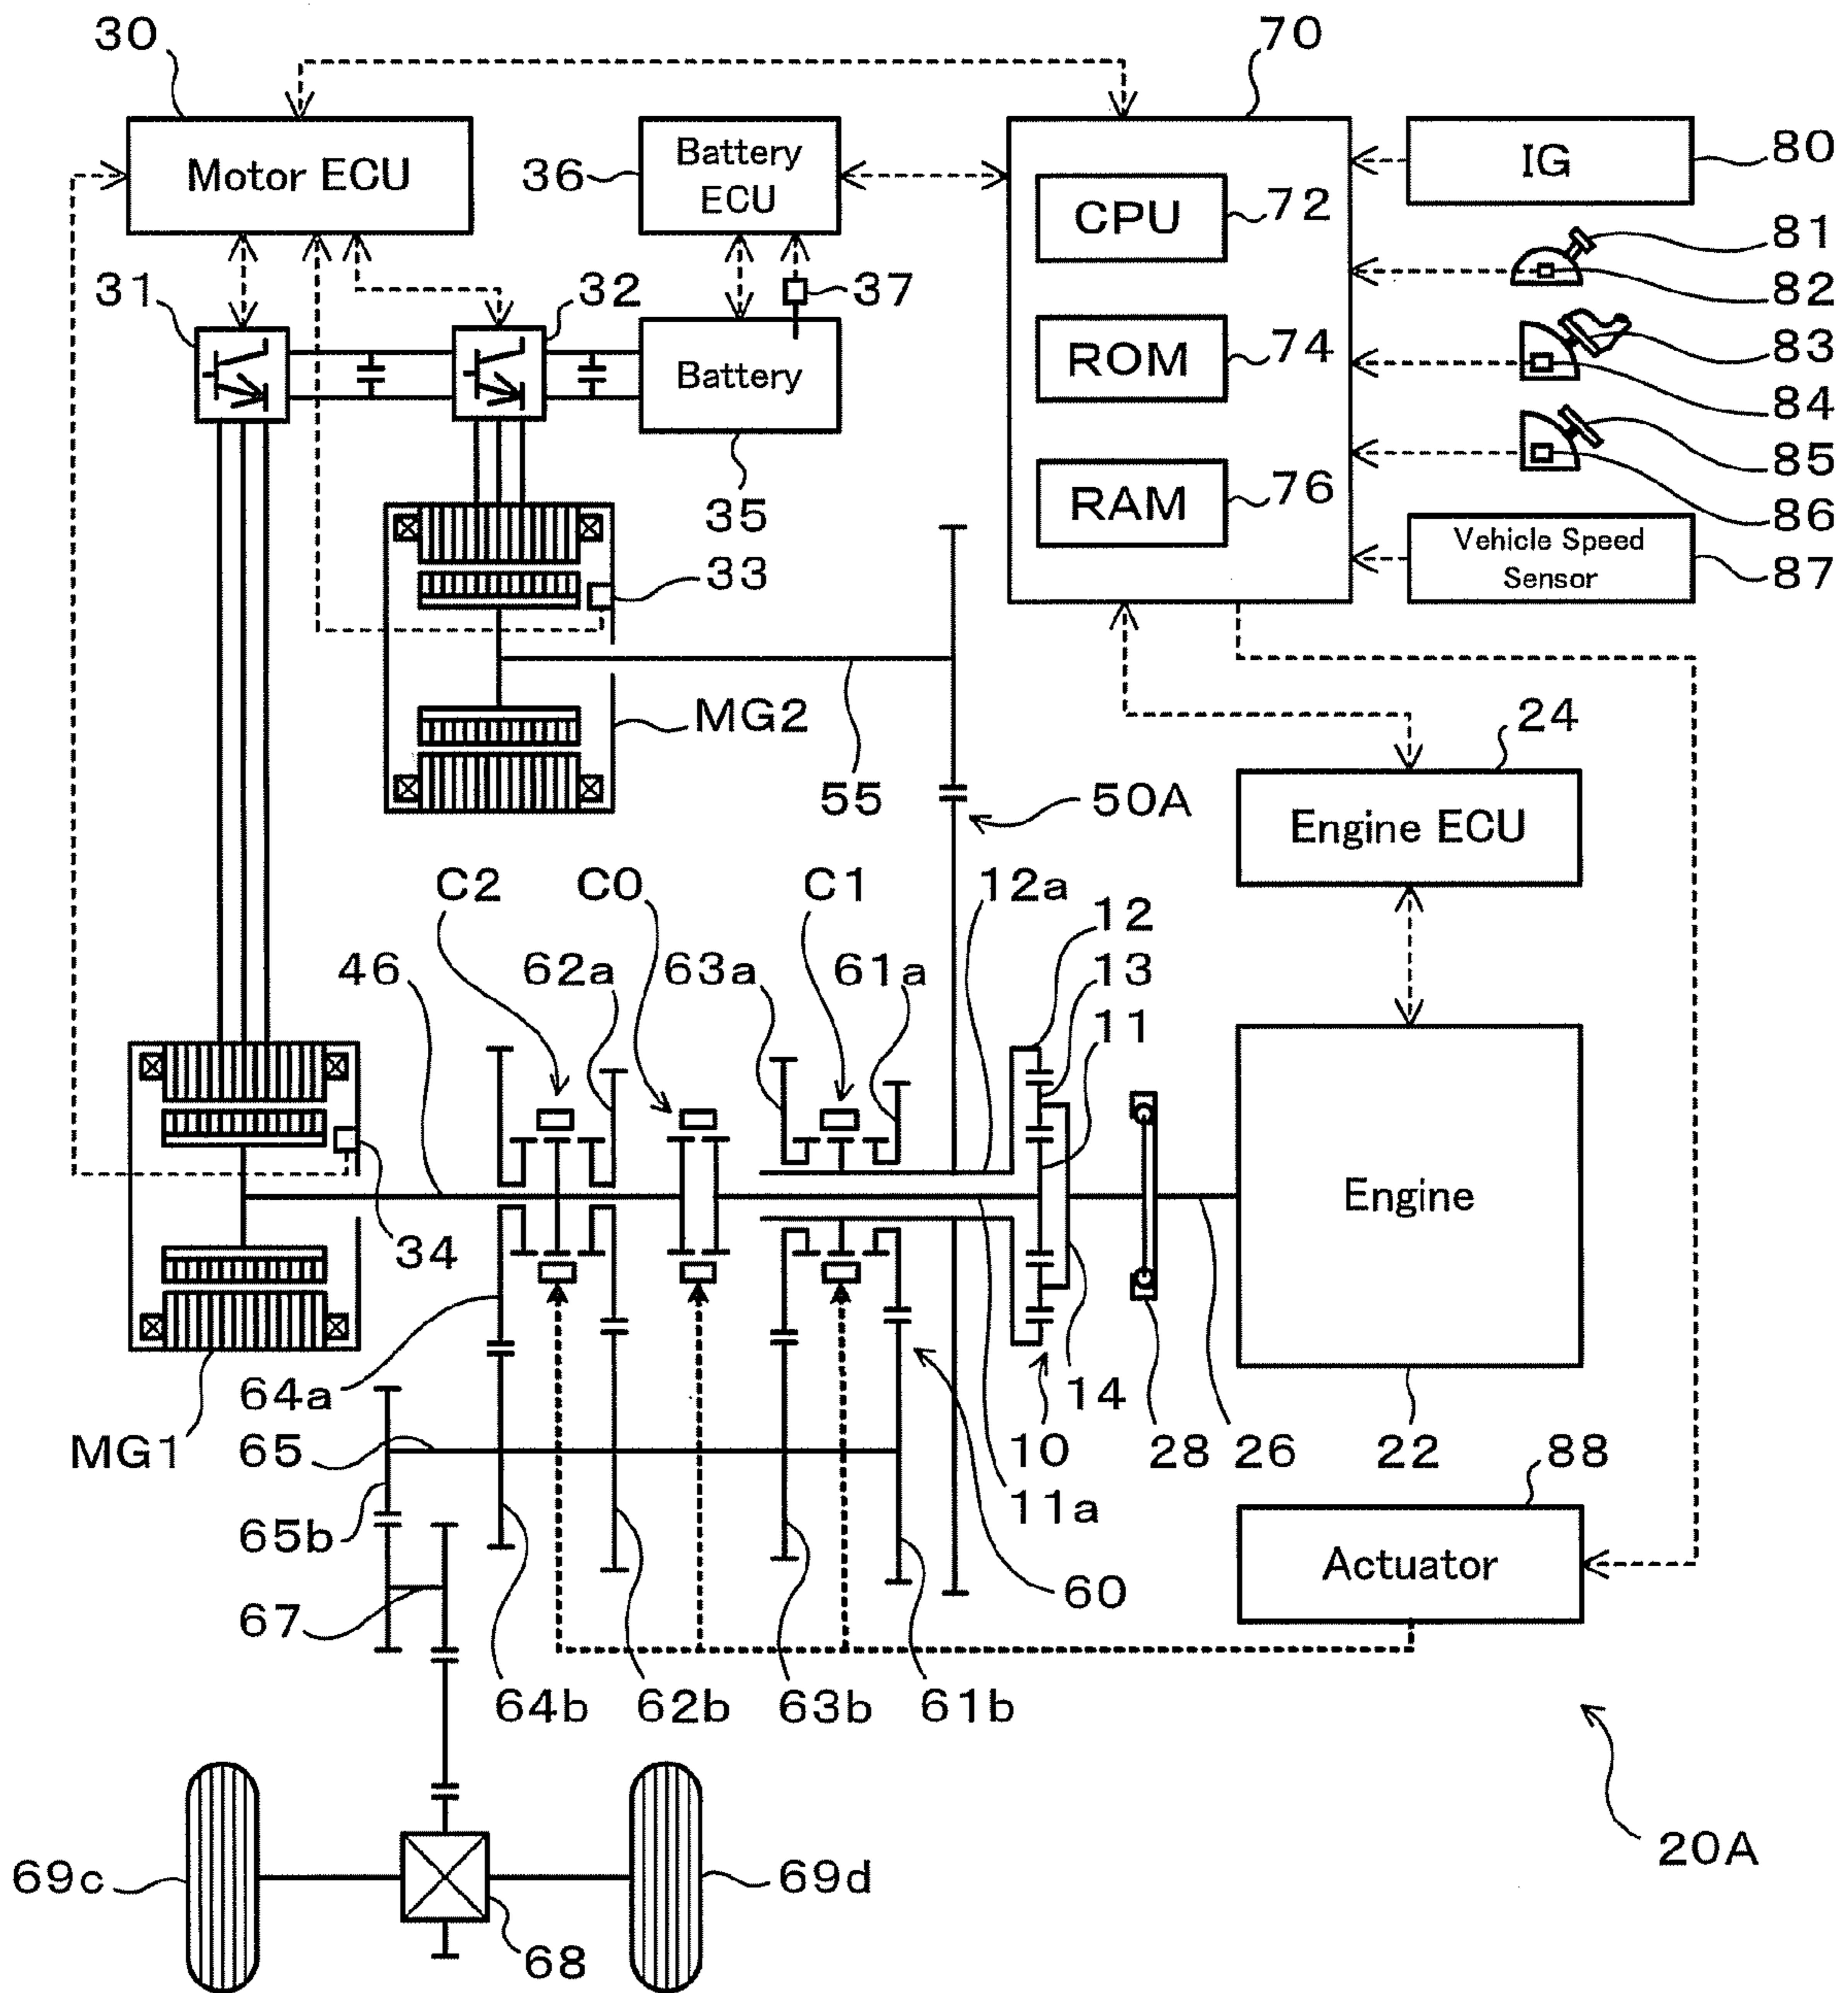 30
70
Motor ECU
36
Battery
ECU
CPU
72
IG
80
81
82
31
32
37
ROM
74
83
84
Battery
85
35
RAM
76
86
33
Vehicle Speed
Sensor
87
MG2
24
55
50A
Engine ECU
C2
C0
C1
12a
12
46
62a
63a
61a
13
11
34
Engine
64a
14
MG1
65
10
28
26
22
88
65b
11a
67
60
Actuator
64b
62b
63b
61b
20A
69c
69d
68